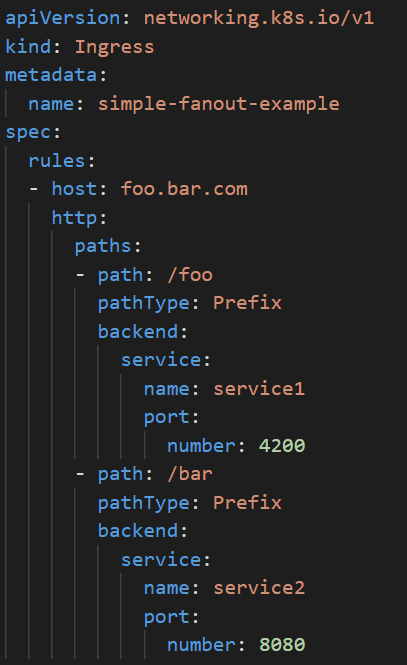 apiVersion: networking.k8s.io/v1
kind: Ingress
metadata:
  name: simple-fanout-example
spec:
  rules:
  - host: foo.bar.com
    http:
      paths:
      - path: /foo
        pathType: Prefix
        backend:
          service:
            name: service1
            port:
              number: 4200
      - path: /bar
        pathType: Prefix
        backend:
          service:
            name: service2
            port:
              number: 8080